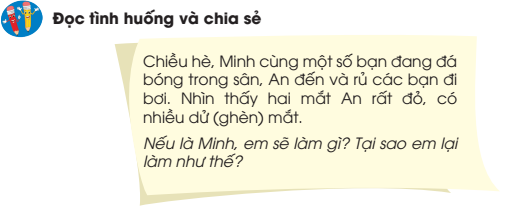 Đọc tình huống và chia sẻ
Chiều hè, Minh cùng một số bạn đang đá
bóng trong sân, An đến và rủ các bạn đi
bơi. Nhìn thấy hai mắt An rất đỏ, có
nhiều dử (ghèn) mắt.
Nếu là Minh, em sẽ làm gì? Tại sao em lại
làm như thế?